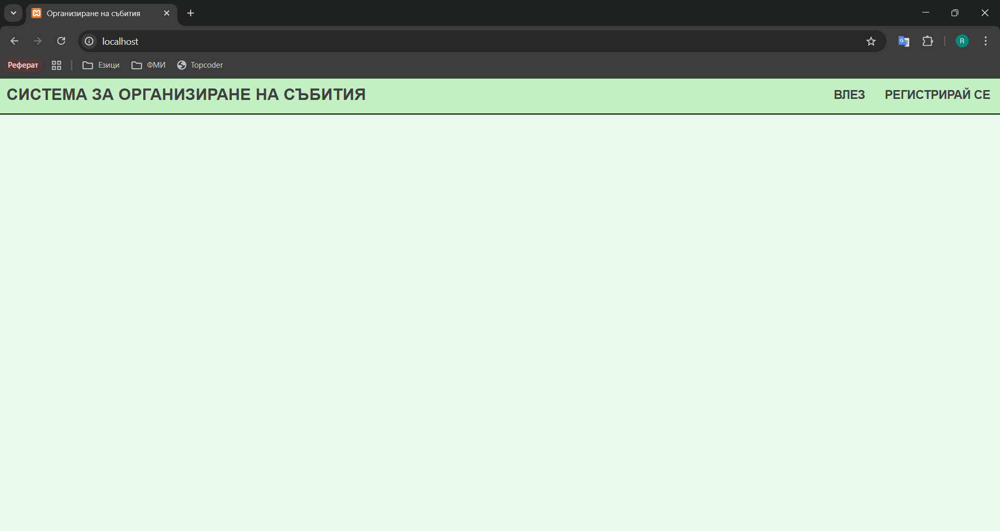 Организиране на събития
localhost
R
Реферат
Езици
ФМИ
Topcoder
СИСТЕМА ЗА ОРГАНИЗИРАНЕ НА СЪБИТИЯ
ВЛЕЗ
РЕГИСТРИРАЙ СЕ